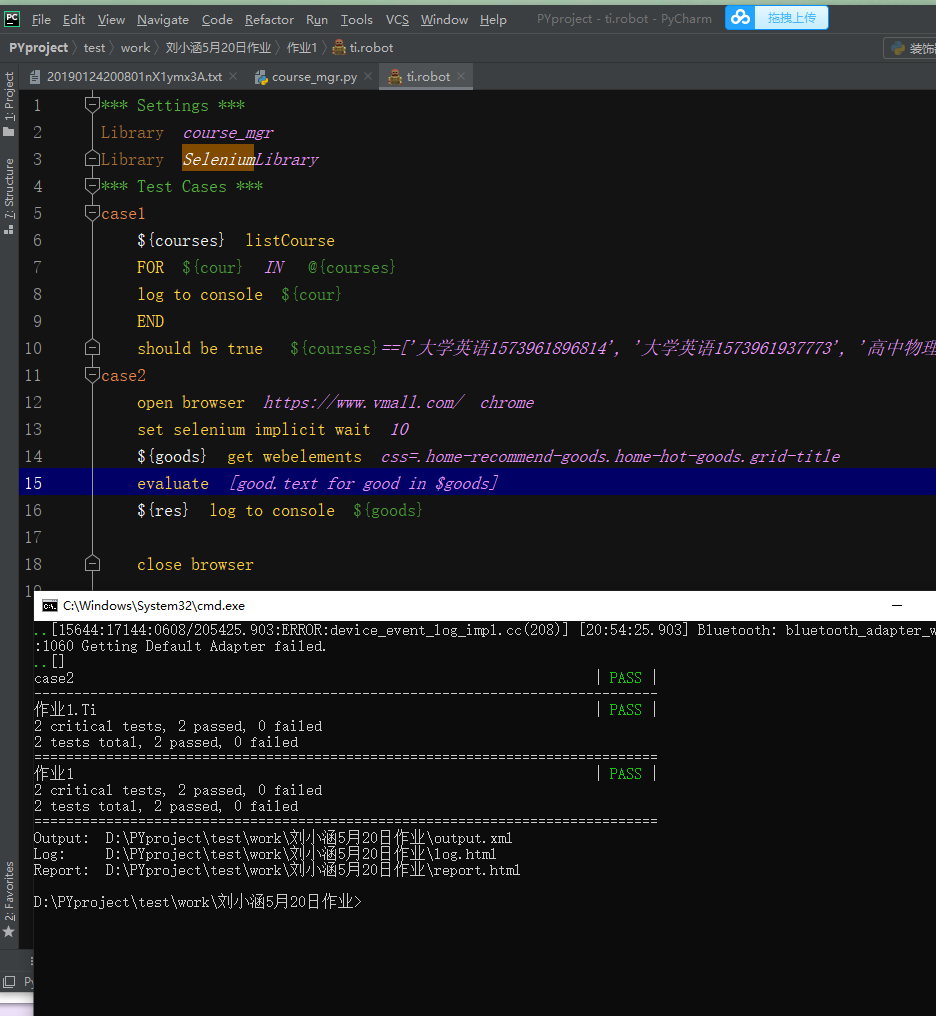 File Edit View Navigate Code Refactor Run Tools VCS Window Help PYproject - ti.robot - PyCharm 拖拽上传
PYproject test work 刘小涵5月20日作业 作业1 ti.robot 装饰
20190124200801nX1ymx3A.txt course_mgr.py ti.robot
1: Project
7: Structure
2: Favorites
1 *** Settings ***
2 Library course_mgr
3 Library SeleniumLibrary
4 *** Test Cases ***
5 case1
6 ${courses} listCourse
7 FOR ${cour} IN @{courses}
8 log to console ${cour}
9 END
10 should be true ${courses}==['大学英语1573961896814', '大学英语1573961937773', '高中物理
11 case2
12 open browser https://www.vmall.com/ chrome
13 set selenium implicit wait 10
14 ${goods} get webelements css=.home-recommend-goods.home-hot-goods.grid-title
15 evaluate [good.text for good in $goods]
16 ${res} log to console ${goods}
17
18 close browser
C:\Windows\System32\cmd.exe
..[15644:17144:0608/205425.903:ERROR:device_event_log_impl.cc(208)] [20:54:25.903] Bluetooth: bluetooth_adapter_w
:1060 Getting Default Adapter failed.
..[]
case2 | PASS |
------------------------------------------------------------------------------
作业1.Ti | PASS |
2 critical tests, 2 passed, 0 failed
2 tests total, 2 passed, 0 failed
==============================================================================
作业1 | PASS |
2 critical tests, 2 passed, 0 failed
2 tests total, 2 passed, 0 failed
==============================================================================
Output: D:\PYproject\test\work\刘小涵5月20日作业\output.xml
Log: D:\PYproject\test\work\刘小涵5月20日作业\log.html
Report: D:\PYproject\test\work\刘小涵5月20日作业\report.html
D:\PYproject\test\work\刘小涵5月20日作业>